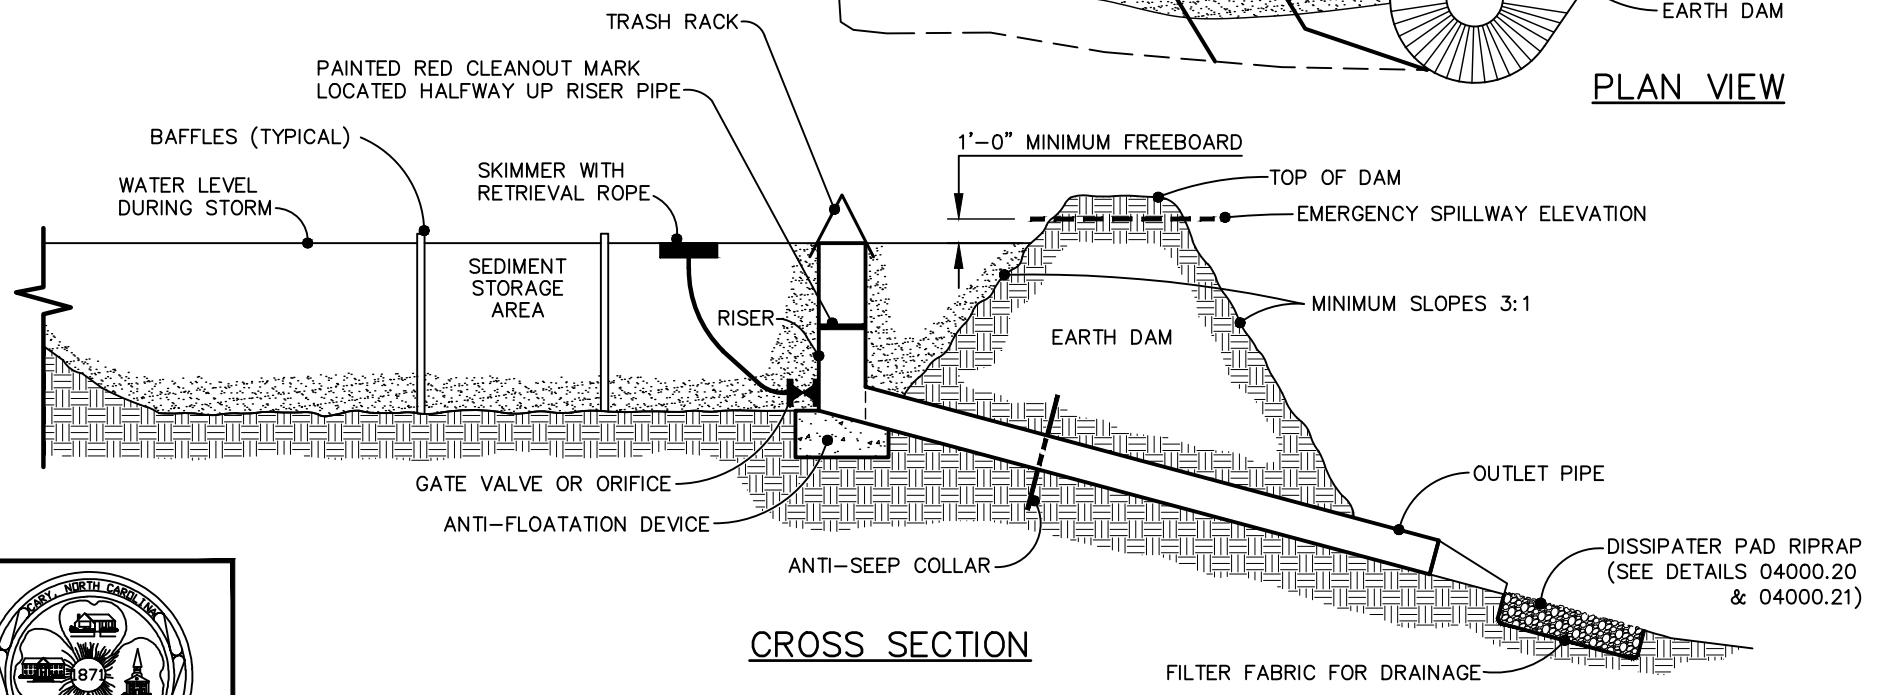 TRASH RACK
EARTH DAM
PLAN VIEW
PAINTED RED CLEANOUT MARK
LOCATED HALFWAY UP RISER PIPE
BAFFLES (TYPICAL)
1'-0" MINIMUM FREEBOARD
WATER LEVEL
DURING STORM
SKIMMER WITH
RETRIEVAL ROPE
TOP OF DAM
EMERGENCY SPILLWAY ELEVATION
SEDIMENT
STORAGE
AREA
RISER
MINIMUM SLOPES 3:1
EARTH DAM
GATE VALVE OR ORIFICE
OUTLET PIPE
ANTI-FLOATATION DEVICE
ANTI-SEEP COLLAR
DISSIPATER PAD RIPRAP
(SEE DETAILS 04000.20
& 04000.21)
CROSS SECTION
FILTER FABRIC FOR DRAINAGE
CARY, NORTH CAROLINA
1871